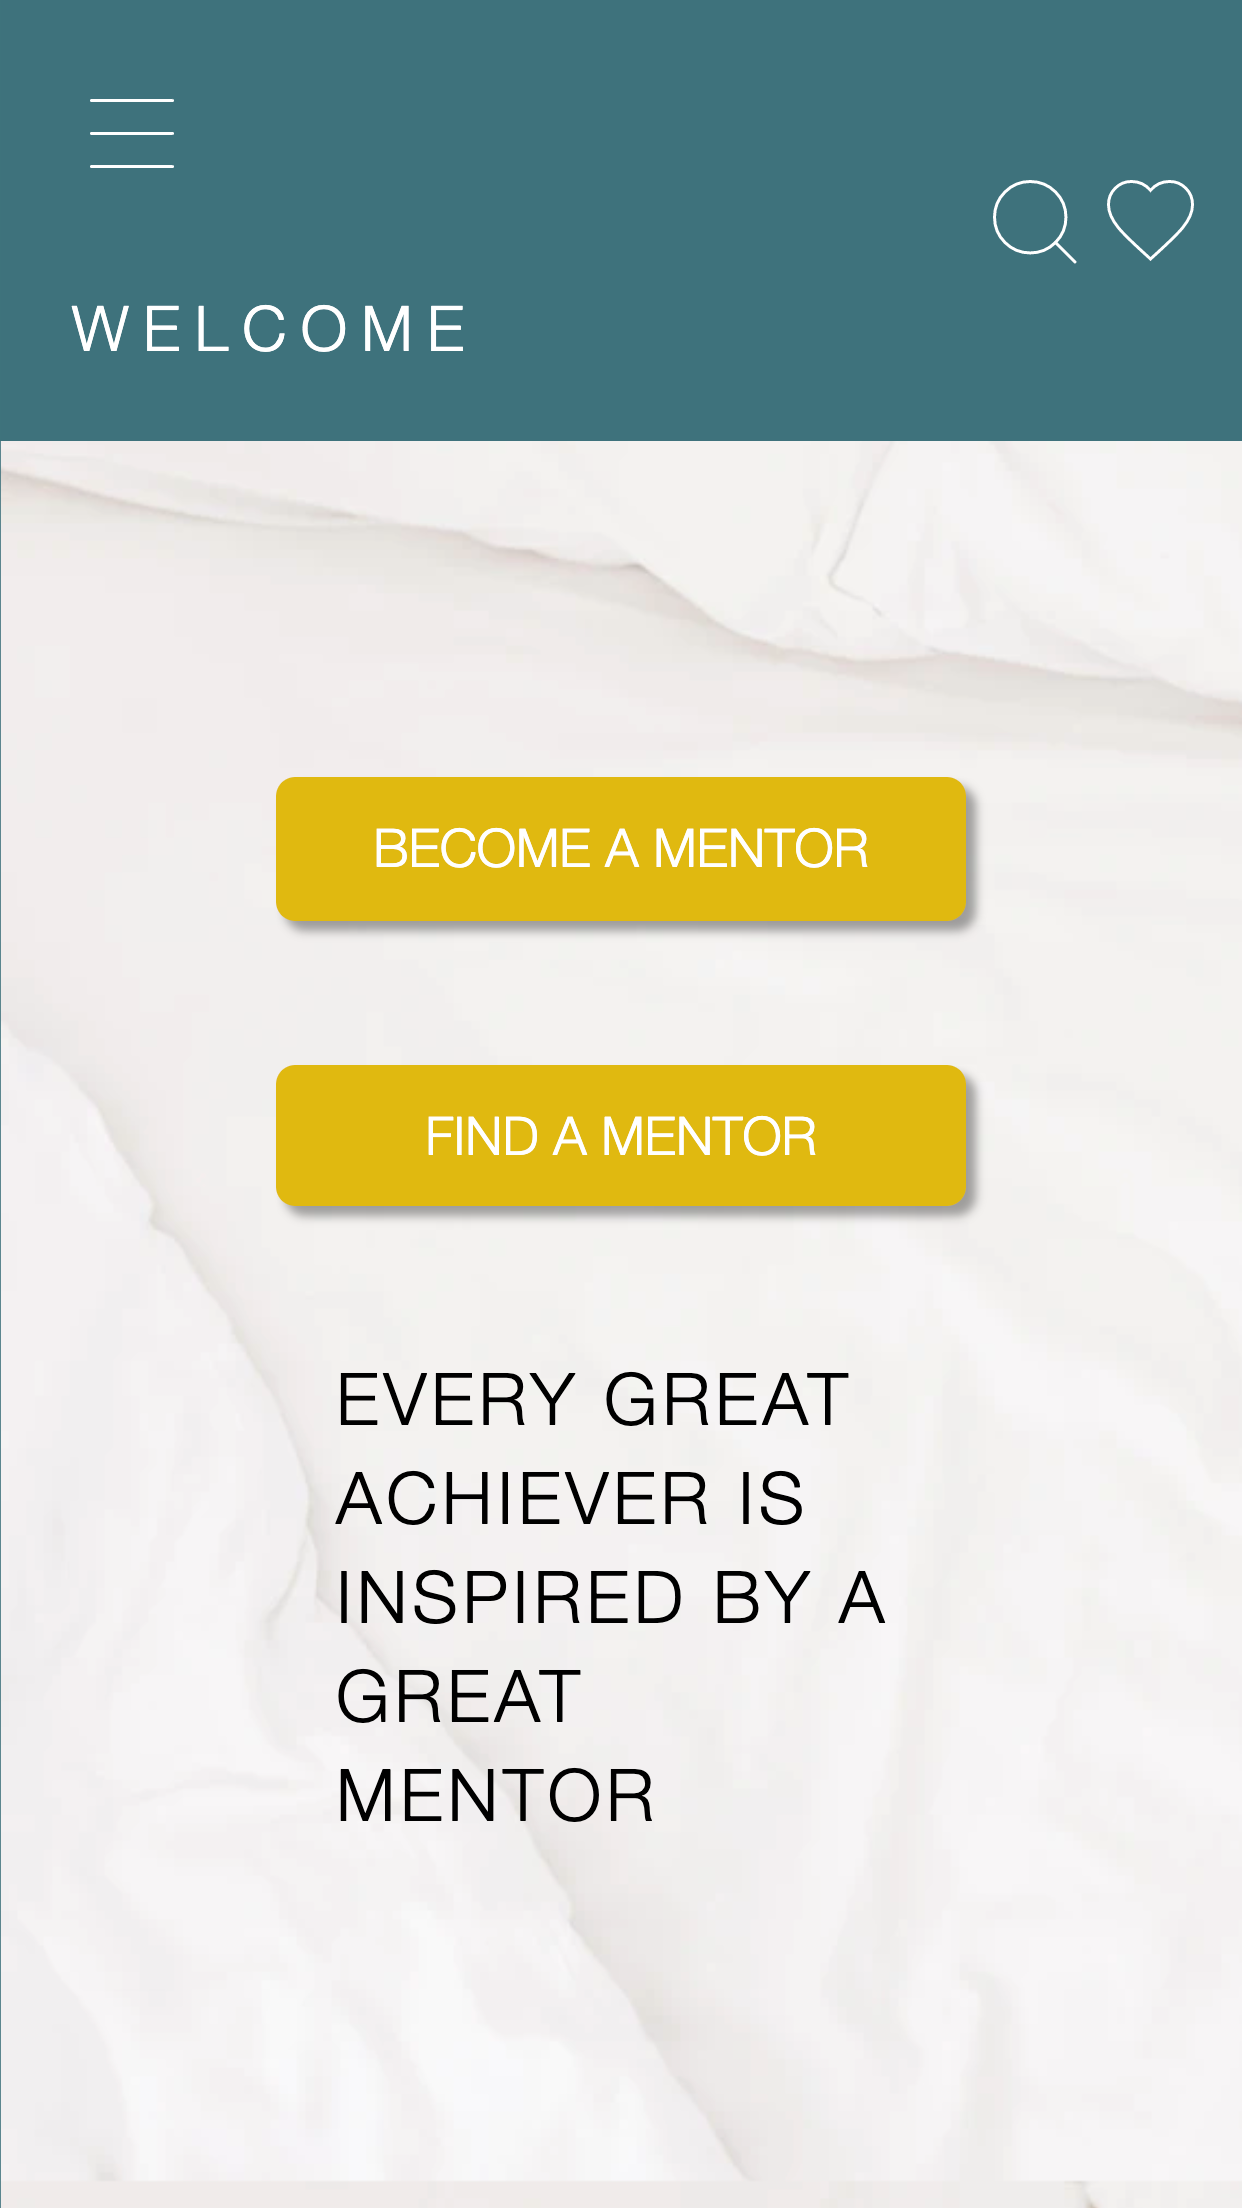 WELCOME
BECOME A MENTOR
FIND A MENTOR
EVERY GREAT
ACHIEVER IS
INSPIRED BY A
GREAT
MENTOR